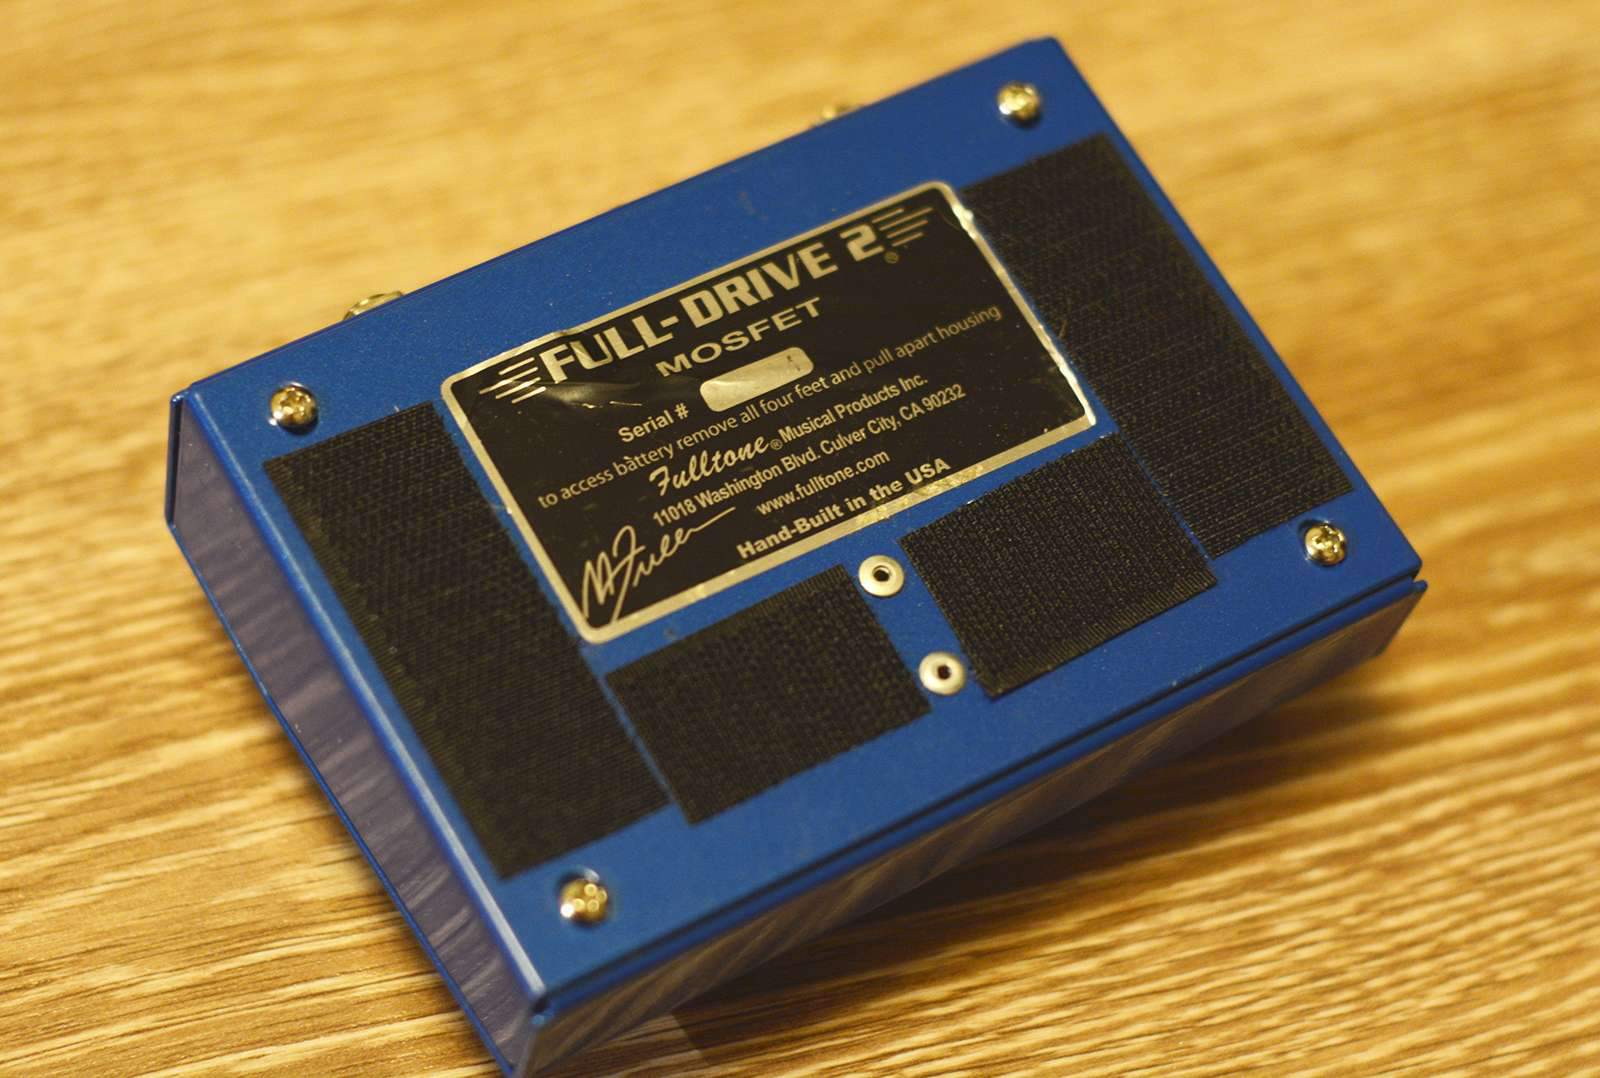 FULL-DRIVE 2®
MOSFET
Serial #
to access battery remove all four feet and pull apart housing
Fulltone® Musical Products Inc.
11018 Washington Blvd. Culver City, CA 90232
www.fulltone.com
Hand-Built in the USA
M Fuller